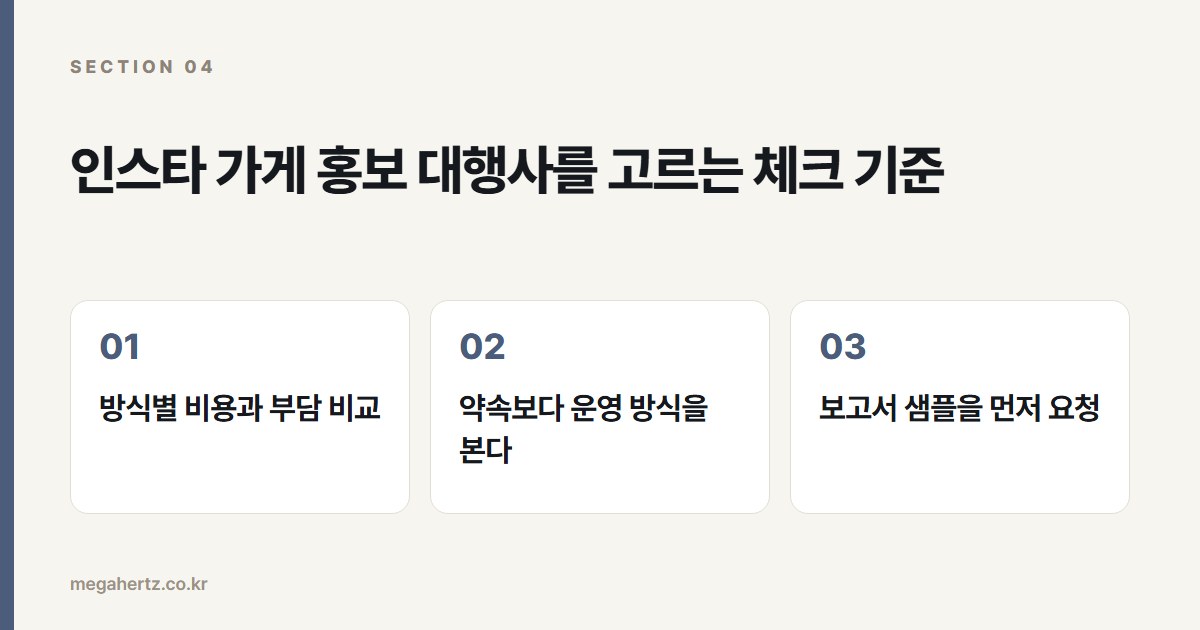 SECTION 04
인스타 가게 홍보 대행사를 고르는 체크 기준
01
방식별 비용과 부담 비교
02
약속보다 운영 방식을
본다
03
보고서 샘플을 먼저 요청
megahertz.co.kr